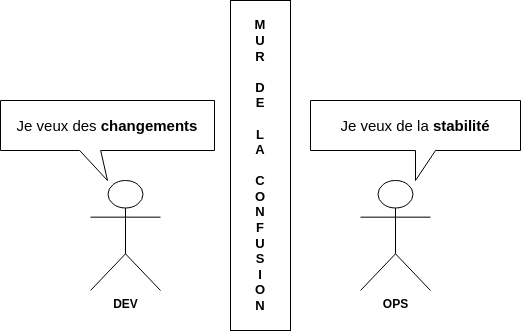 Je veux des changements
MUR DE LA CONFUSION
Je veux de la stabilité
DEV
OPS